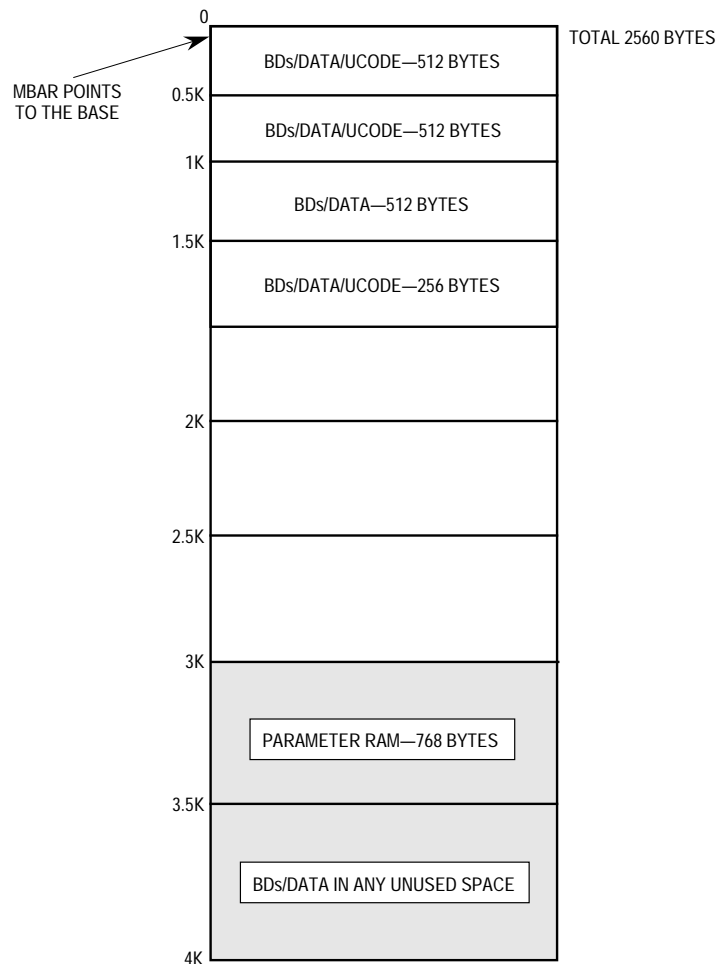 0
TOTAL 2560 BYTES
BDs/DATA/UCODE—512 BYTES
MBAR POINTS
TO THE BASE
0.5K
BDs/DATA/UCODE—512 BYTES
1K
BDs/DATA—512 BYTES
1.5K
BDs/DATA/UCODE—256 BYTES
2K
2.5K
3K
PARAMETER RAM—768 BYTES
3.5K
BDs/DATA IN ANY UNUSED SPACE
4K